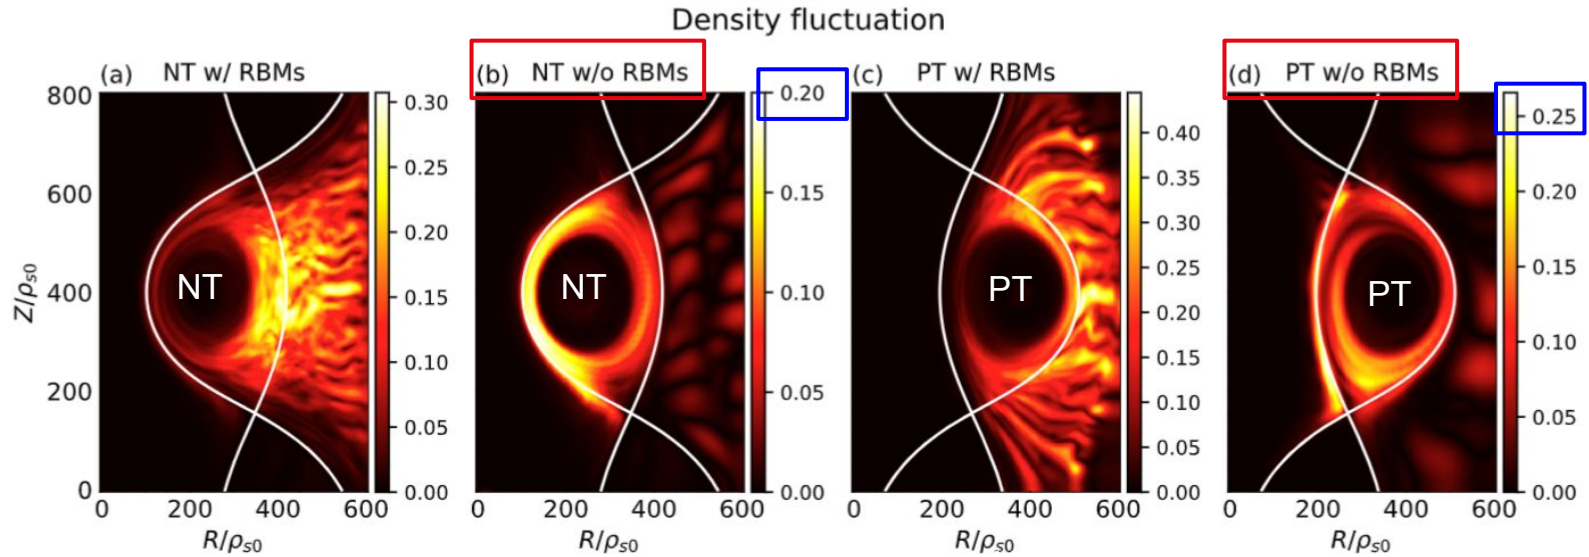 Density fluctuation
(a) NT w/ RBMs
(b) NT w/o RBMs
(c) PT w/ RBMs
(d) PT w/o RBMs
Z/ρs0
800
600
400
200
0
NT
0.30
0.25
0.20
0.15
0.10
0.05
0.00
NT
0.20
0.15
0.10
0.05
0.00
PT
0.40
0.35
0.30
0.25
0.20
0.15
0.10
0.05
0.00
PT
0.25
0.20
0.15
0.10
0.05
0.00
200 400 600
0 200 400 600
0 200 400 600
0 200 400 600
R/ρs0
R/ρs0
R/ρs0
R/ρs0